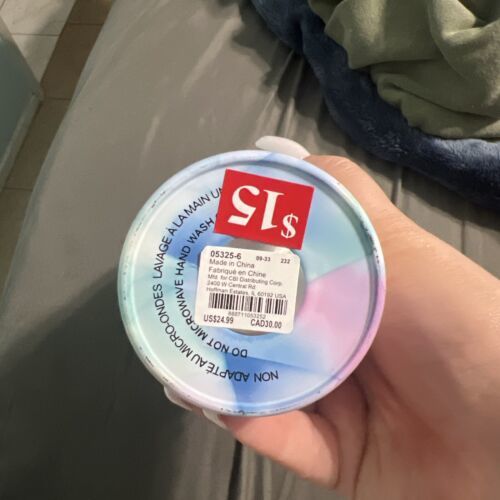 $15
05325-6 09-33 232
Made in China
Fabriqué en Chine
Mfd. for CBI Distributing Corp.
2400 W Central Rd.
Hoffman Estates, IL 60192 USA
888711053252
US$24.99 CAD30.00
DO NOT MICROWAVE HAND WASH
NON ADAPTÉ AU MICRO-ONDES LAVAGE À LA MAIN UN